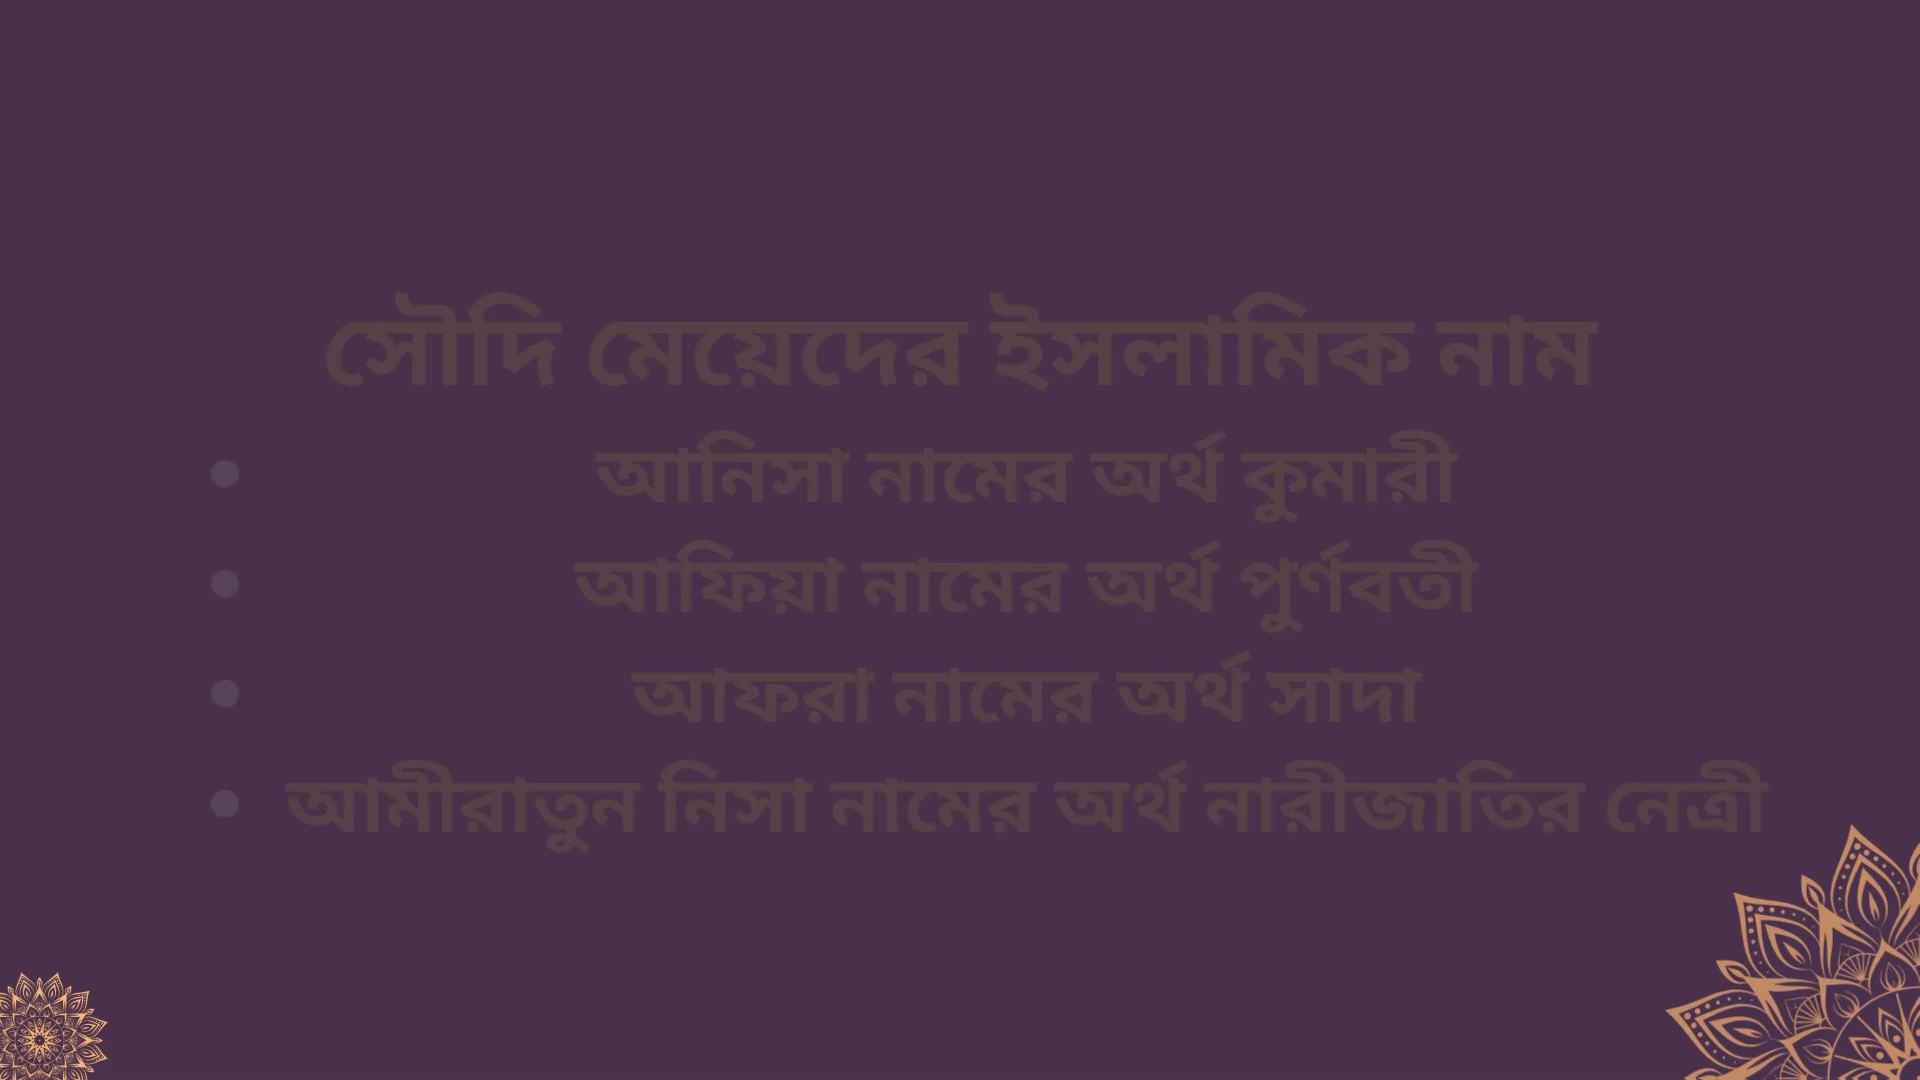 সৌদি মেয়েদের ইসলামিক নাম
আনিসা নামের অর্থ কুমারী
আফিয়া নামের অর্থ পুর্ণবতী
আফরা নামের অর্থ সাদা
আমীরাতুন নিসা নামের অর্থ নারীজাতির নেত্রী